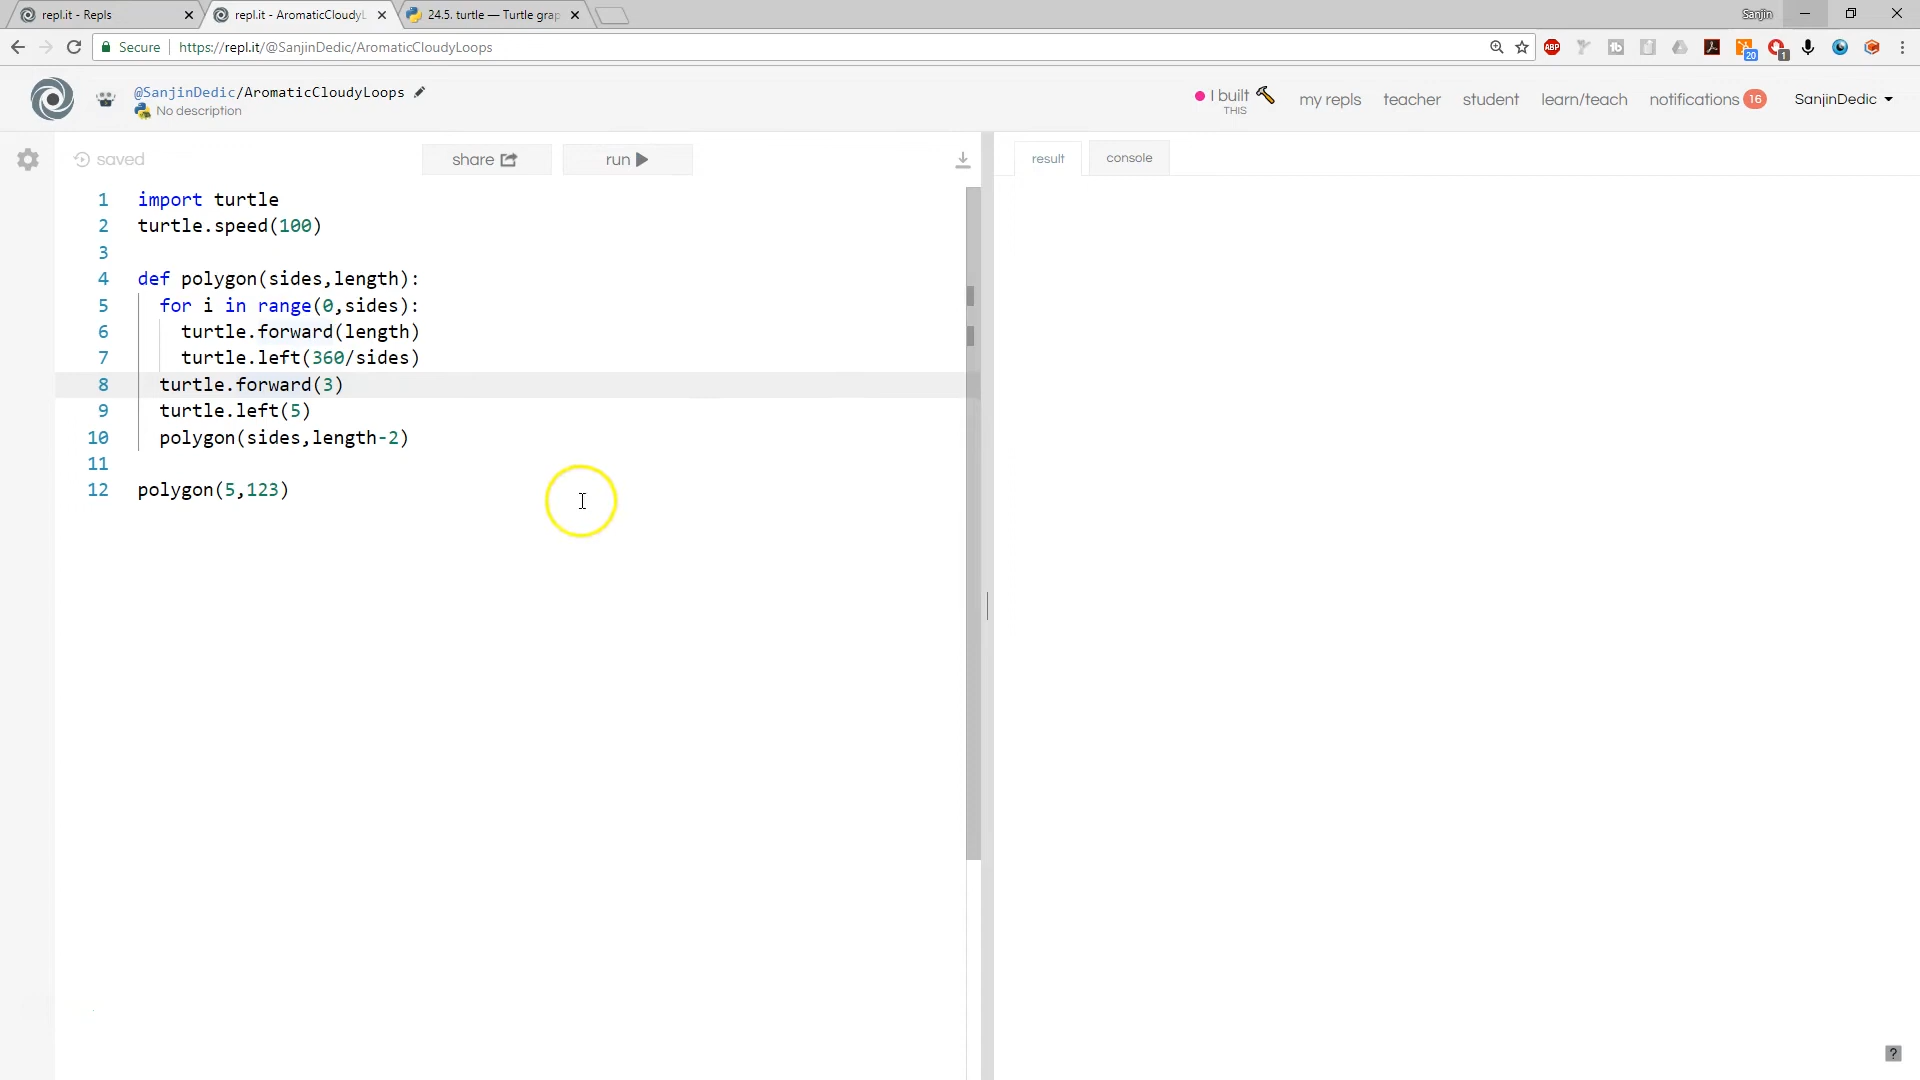 repl.it - Repls
repl.it - AromaticCloudyL
24.5. turtle — Turtle grap
Sanjin
Secure
https://repl.it/@SanjinDedic/AromaticCloudyLoops
ABP
20
1
@SanjinDedic/AromaticCloudyLoops
No description
I built
THIS
my repls
teacher
student
learn/teach
notifications 16
SanjinDedic
saved
share
run
result
console
1 import turtle
2 turtle.speed(100)
3
4 def polygon(sides,length):
5 for i in range(0,sides):
6 turtle.forward(length)
7 turtle.left(360/sides)
8 turtle.forward(3)
9 turtle.left(5)
10 polygon(sides,length-2)
11
12 polygon(5,123)
?